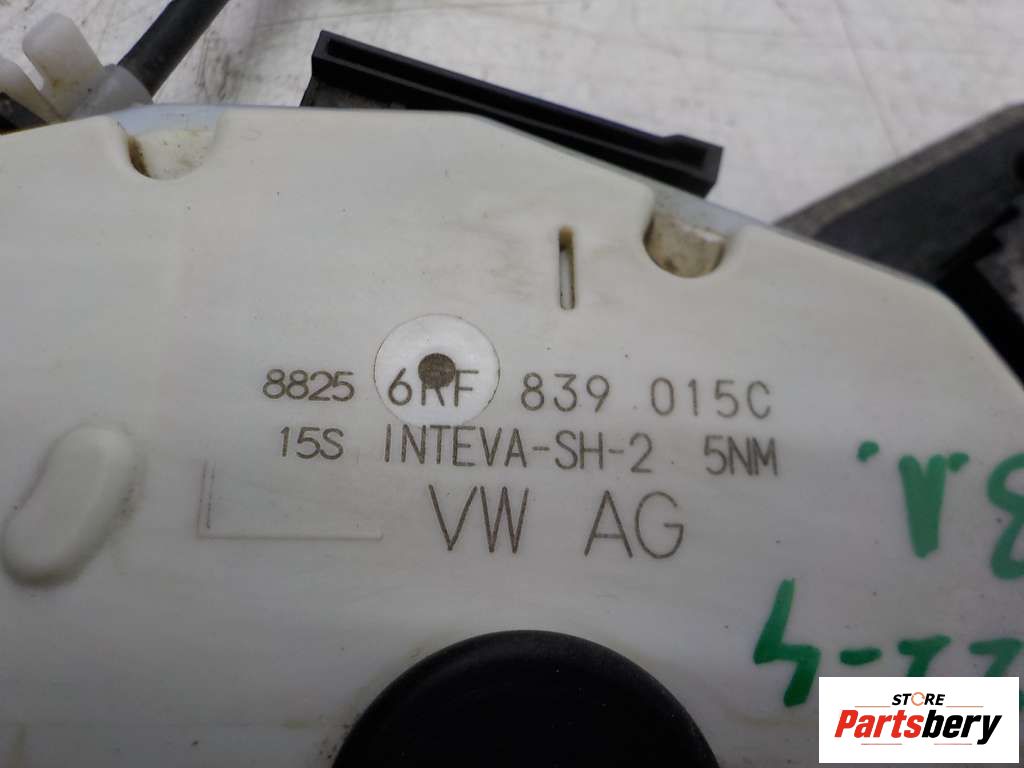 8825 6RF 839 015C
15S INTEVA-SH-2 5NM
VW AG
STORE
Partsbery